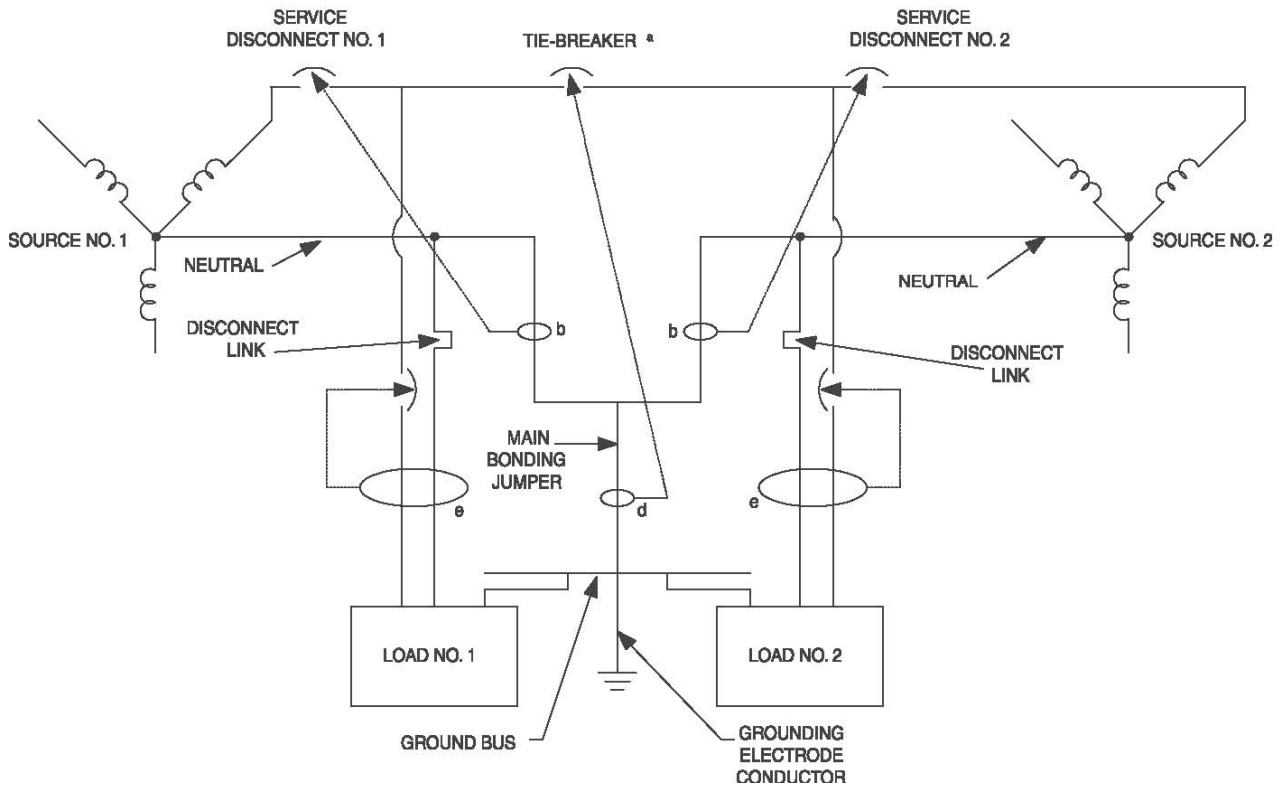 SERVICE
DISCONNECT NO. 1
TIE-BREAKER a
SERVICE
DISCONNECT NO. 2
SOURCE NO. 1
NEUTRAL
SOURCE NO. 2
NEUTRAL
DISCONNECT
LINK
b
b
DISCONNECT
LINK
MAIN
BONDING
JUMPER
e
d
e
LOAD NO. 1
LOAD NO. 2
GROUND BUS
GROUNDING
ELECTRODE
CONDUCTOR